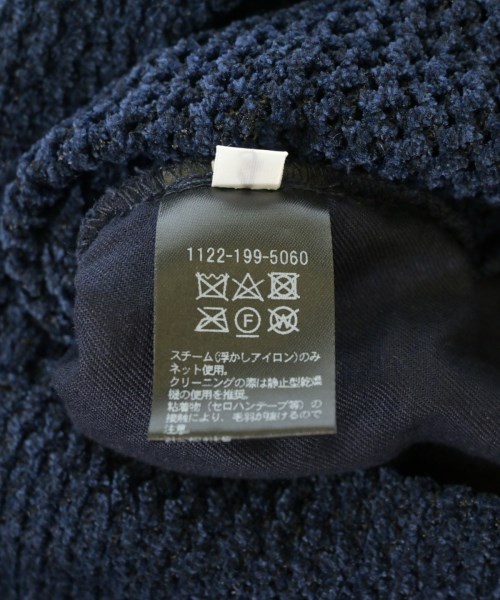 1122-199-5060
F
W
スチーム(浮かしアイロン)のみ
ネット使用。
クリーニングの際は静止型乾燥
機の使用を推奨。
粘着物(セロハンテープ等)の
接触により、毛羽が抜けるので
注意。